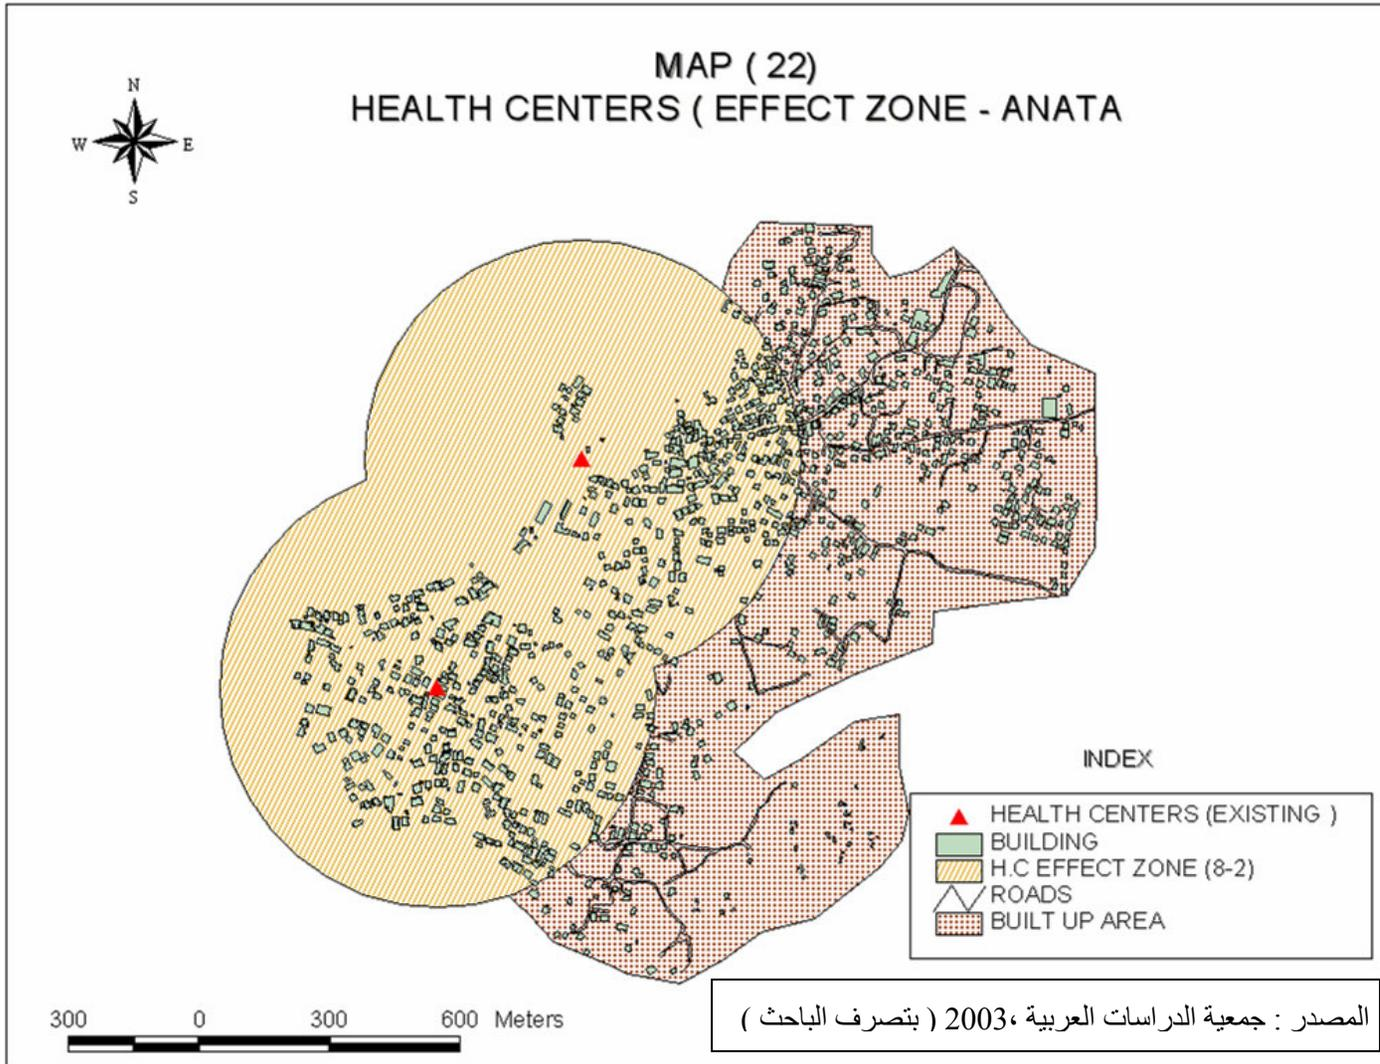 MAP ( 22)
HEALTH CENTERS ( EFFECT ZONE - ANATA
N
W E
S
INDEX
HEALTH CENTERS (EXISTING )
BUILDING
H.C EFFECT ZONE (8-2)
ROADS
BUILT UP AREA
300 0 300 600 Meters
المصدر : جمعية الدراسات العربية ،2003 ( بتصرف الباحث )